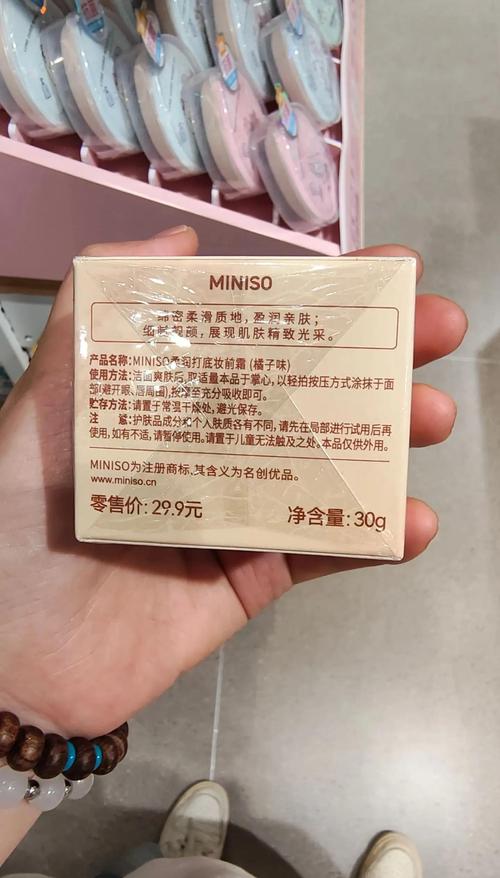 MINISO
绵密柔滑质地，盈润亲肤；
细腻靓颜，展现肌肤精致光采。
产品名称:MINISO柔润打底妆前霜 (橘子味)
使用方法:洁面爽肤后,取适量本品于掌心,以轻拍按压方式涂抹于面
部(避开眼、唇周围),按摩至充分吸收即可。
贮存方法:请置于常温干燥处,避光保存。
注 :护肤品成分和个人肤质各有不同,请先在局部进行试用后再
使用,如有不适,请暂停使用。请置于儿童无法触及之处。本品仅供外用。
MINISO为注册商标,其含义为名创优品。
www.miniso.cn
零售价: 29.9元
净含量: 30g